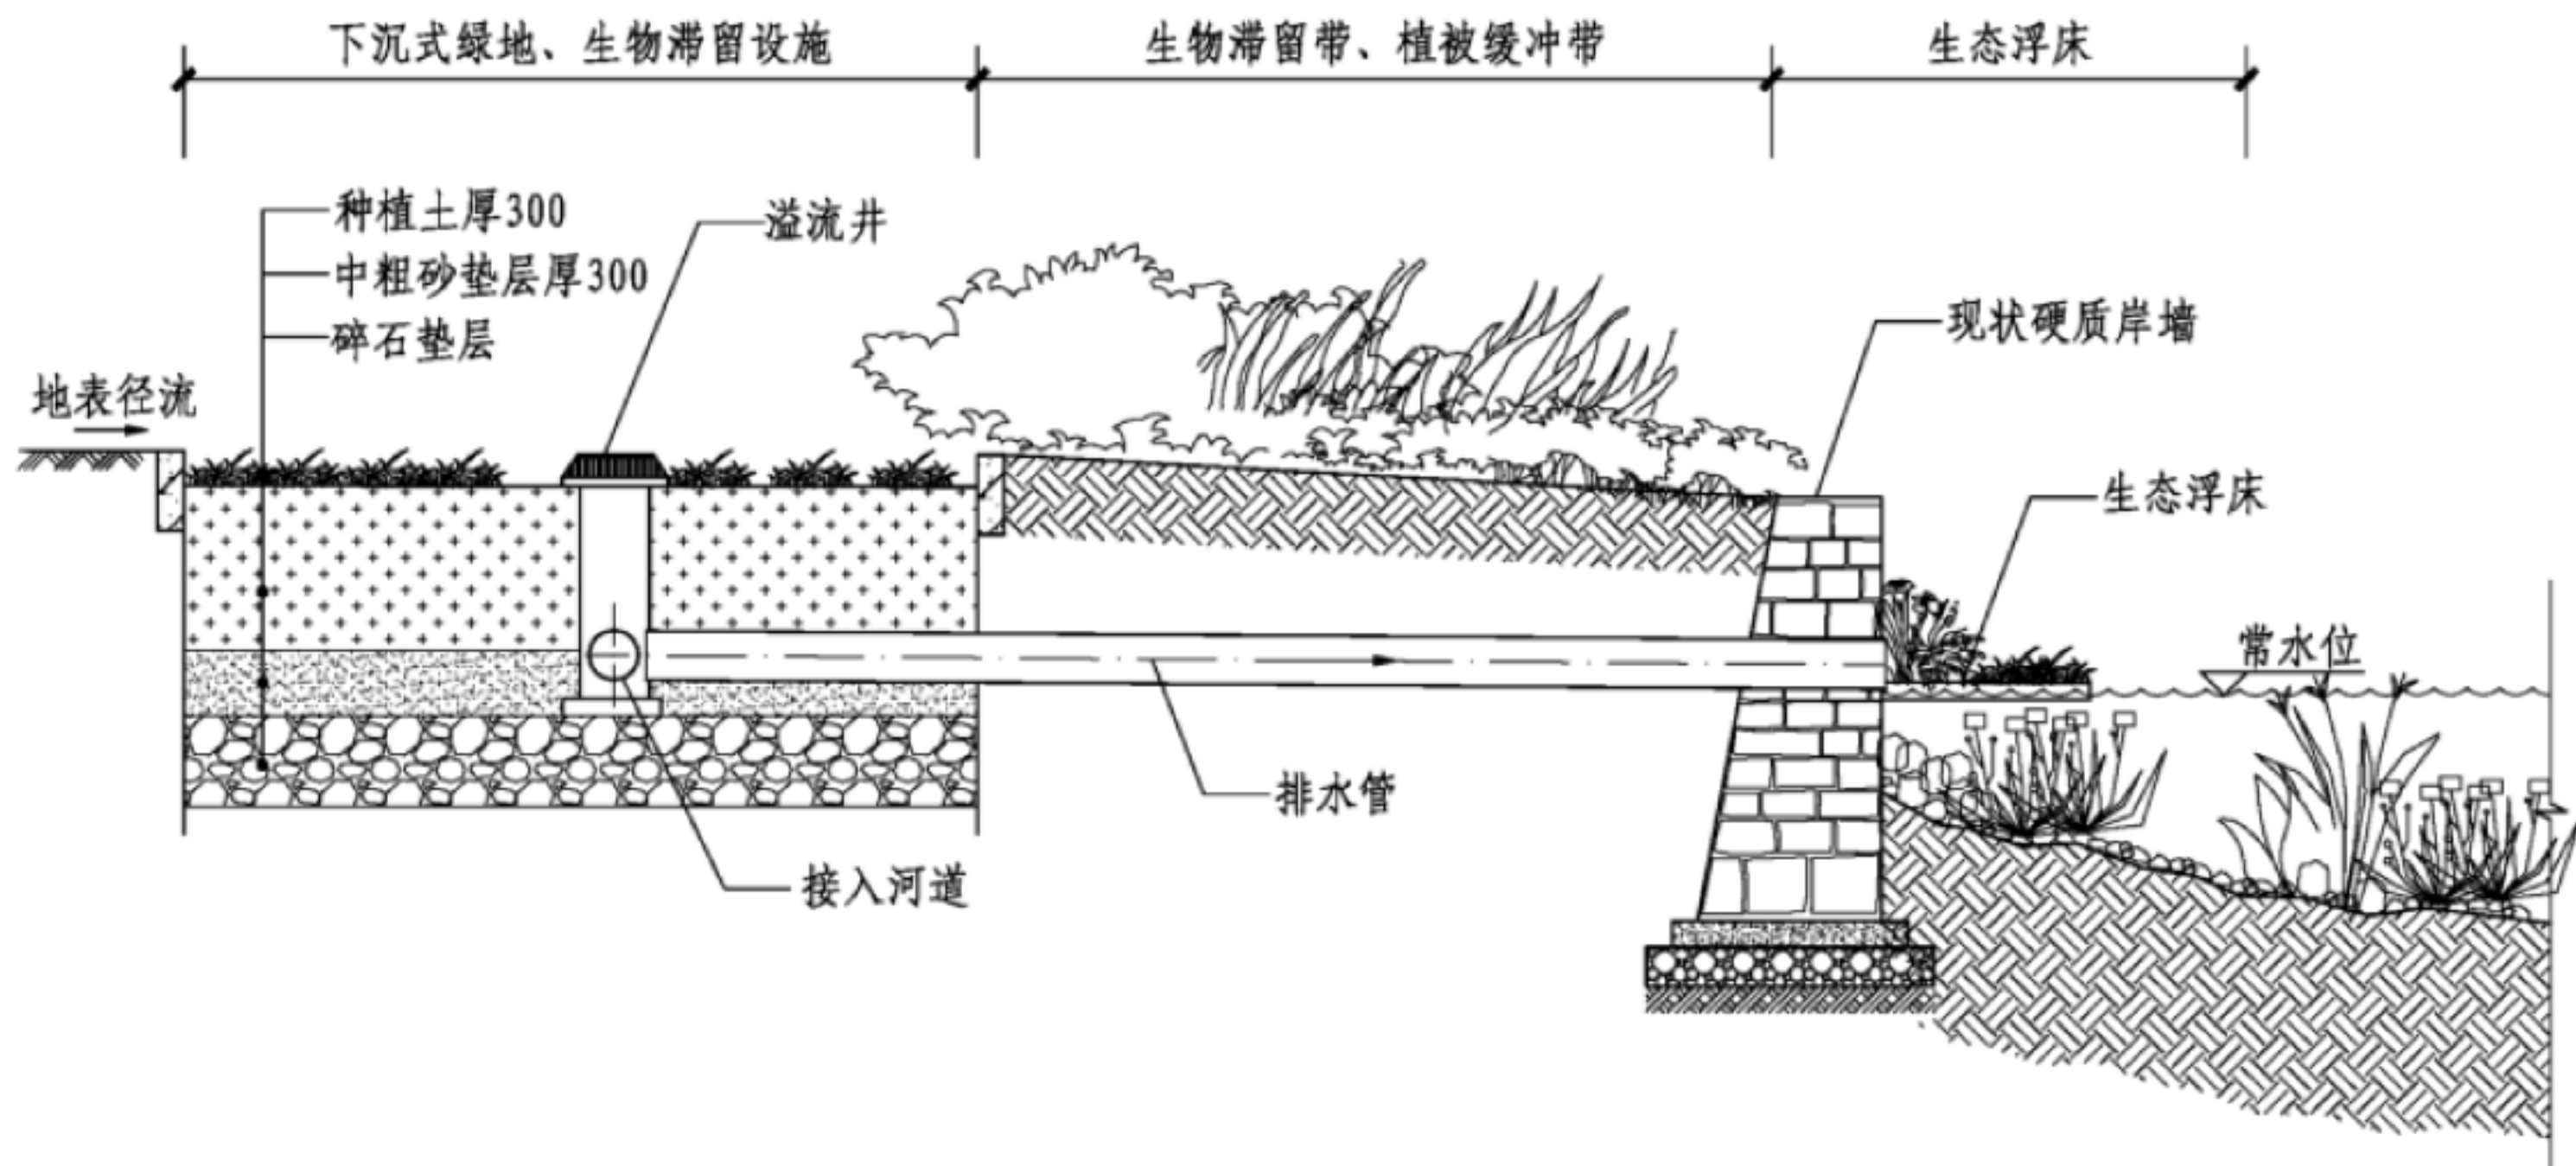 下沉式绿地、生物滞留设施
生物滞留带、植被缓冲带
生态浮床
种植土厚300
中粗砂垫层厚300
碎石垫层
溢流井
地表径流
现状硬质岸墙
生态浮床
常水位
排水管
接入河道